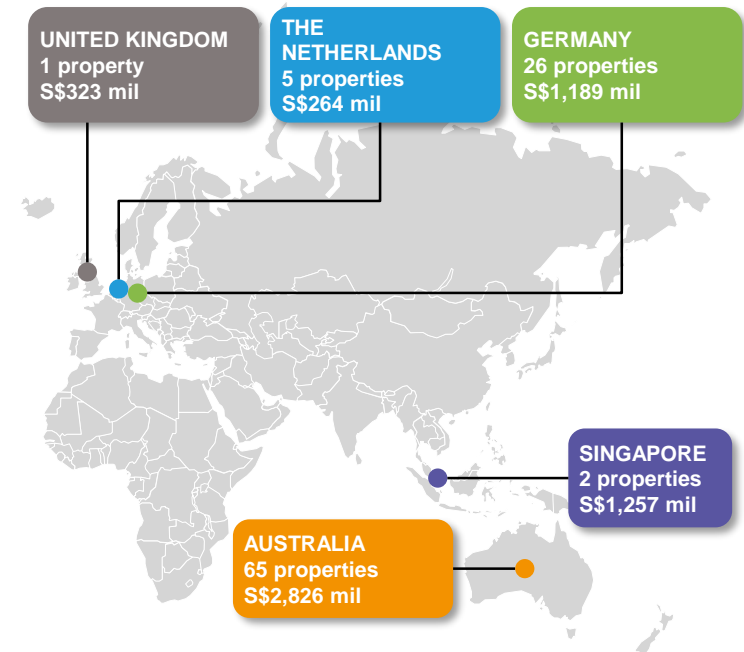 UNITED KINGDOM
1 property
S$323 mil
THE
NETHERLANDS
5 properties
S$264 mil
GERMANY
26 properties
S$1,189 mil
SINGAPORE
2 properties
S$1,257 mil
AUSTRALIA
65 properties
S$2,826 mil